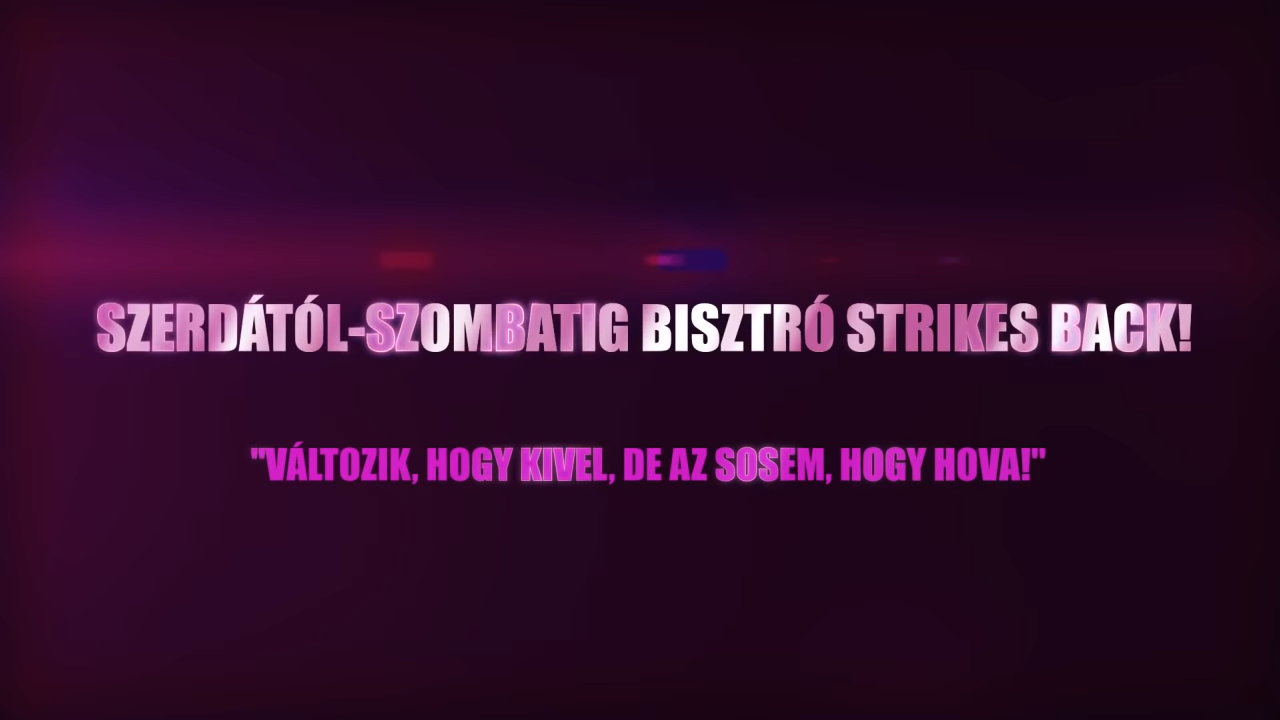 SZERDÁTÓL-SZOMBATIG BISZTRÓ STRIKES BACK!
"VÁLTOZIK, HOGY KIVEL, DE AZ SOSEM, HOGY HOVA!"